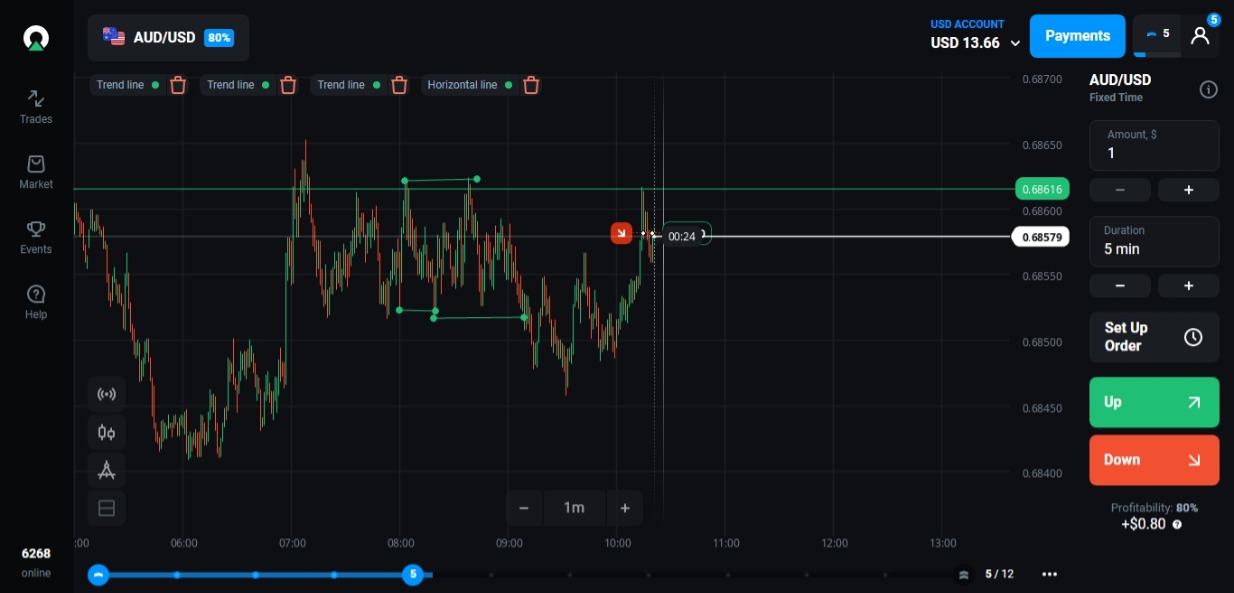 AUD/USD 80%
USD ACCOUNT
USD 13.66
Payments
5
5
Trades
Market
Events
Help
6268
online
Trend line
Trend line
Trend line
Horizontal line
0.68700
0.68650
0.68616
0.68600
0.68579
0.68550
0.68500
0.68450
0.68400
00:24
1m
:00 06:00 07:00 08:00 09:00 10:00 11:00 12:00 13:00
5
5 / 12
AUD/USD
Fixed Time
Amount, $
1
Duration
5 min
Set Up
Order
Up
Down
Profitability: 80%
+$0.80